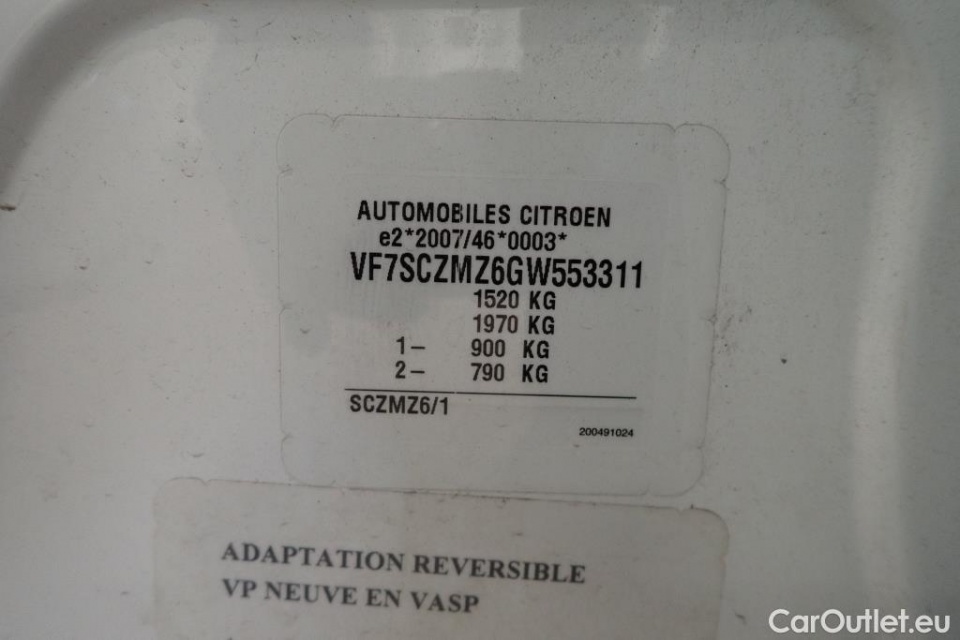 AUTOMOBILES CITROEN
e2*2007/46*0003*
VF7SCZMZ6GW553311
1520 KG
1970 KG
1– 900 KG
2– 790 KG
SCZMZ6/1
200491024
ADAPTATION REVERSIBLE
VP NEUVE EN VASP
CarOutlet.eu